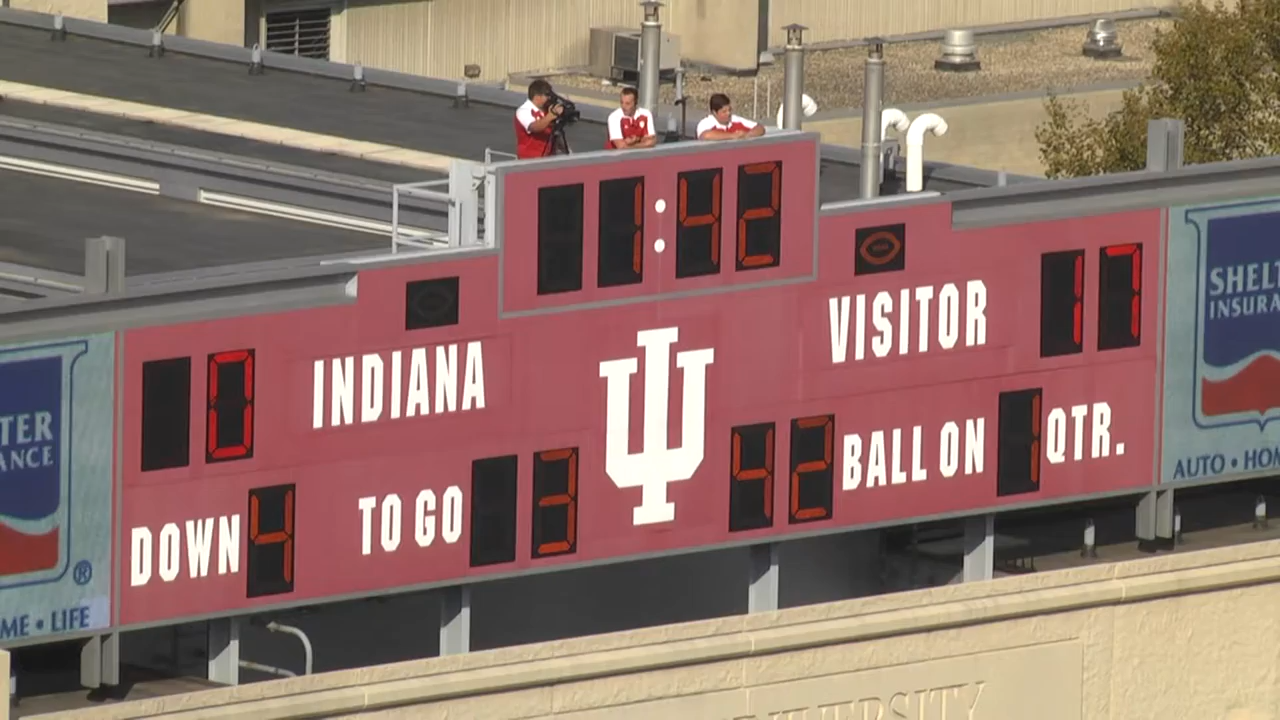 1:42
0 INDIANA VISITOR 17
DOWN 4 TO GO 3 42 BALL ON 1 QTR.
TER
ANCE
®
ME • LIFE
SHELT
INSURA
AUTO • HOM
UNIVERSITY